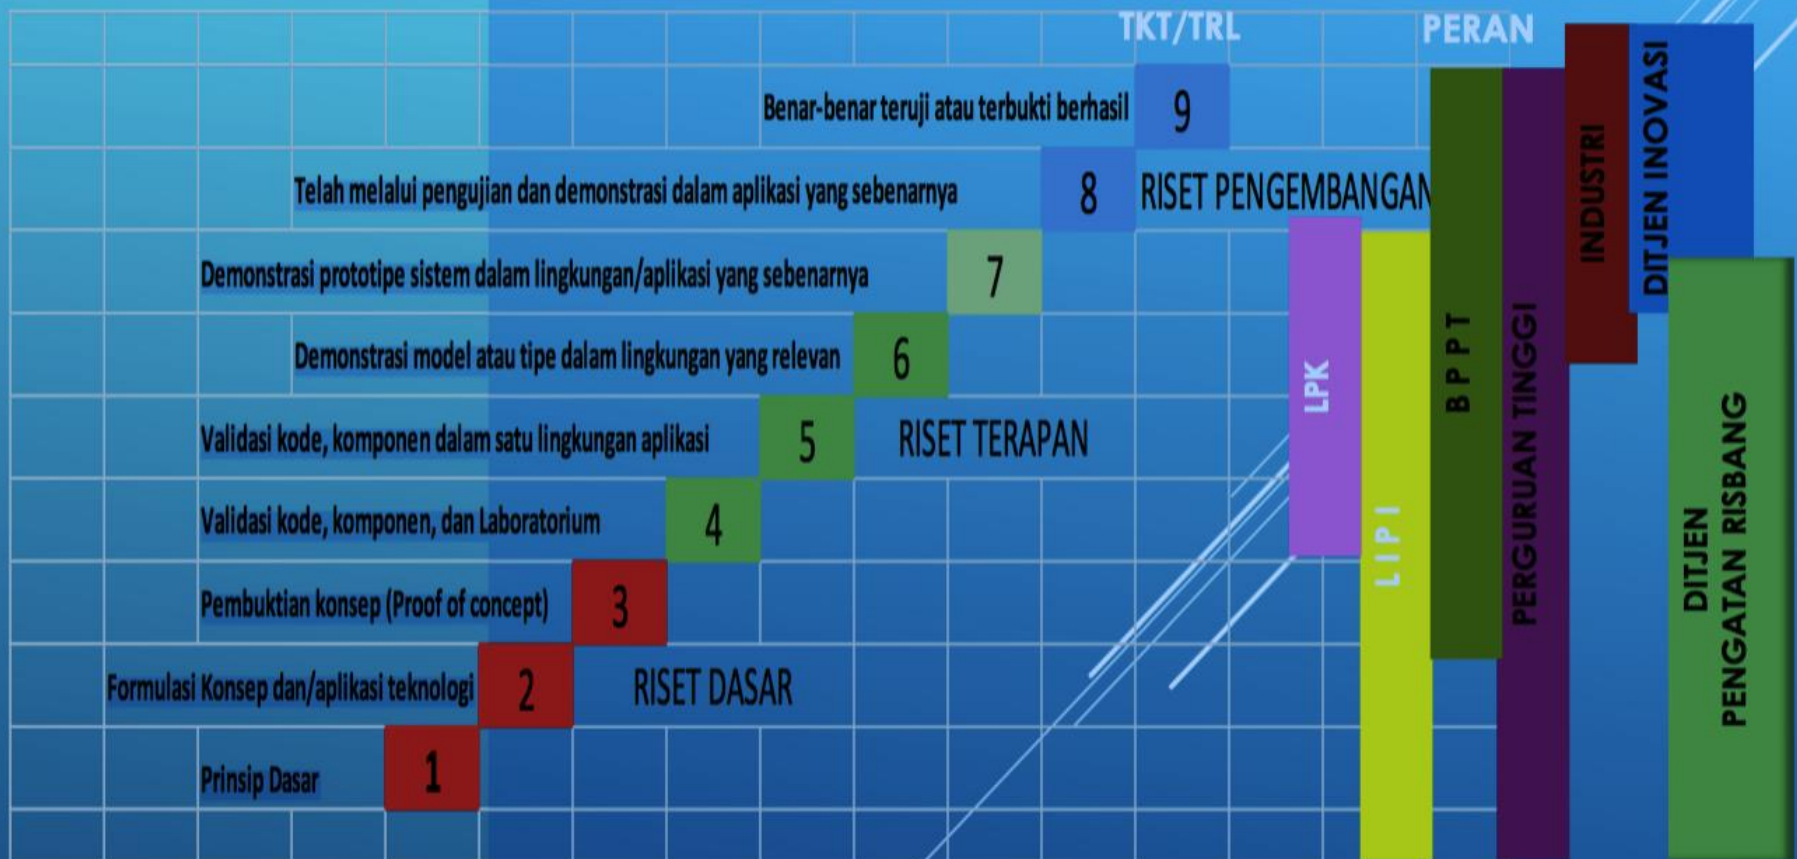 TKT/TRL
PERAN
Benar-benar teruji atau terbukti berhasil
9
Telah melalui pengujian dan demonstrasi dalam aplikasi yang sebenarnya
8
RISET PENGEMBANGAN
Demonstrasi prototipe sistem dalam lingkungan/aplikasi yang sebenarnya
7
Demonstrasi model atau tipe dalam lingkungan yang relevan
6
Validasi kode, komponen dalam satu lingkungan aplikasi
5
RISET TERAPAN
Validasi kode, komponen, dan Laboratorium
4
Pembuktian konsep (Proof of concept)
3
Formulasi Konsep dan/aplikasi teknologi
2
RISET DASAR
Prinsip Dasar
1
LPK
L I P I
B P P T
PERGURUAN TINGGI
INDUSTRI
DITJEN INOVASI
DITJEN
PENGATAN RISBANG